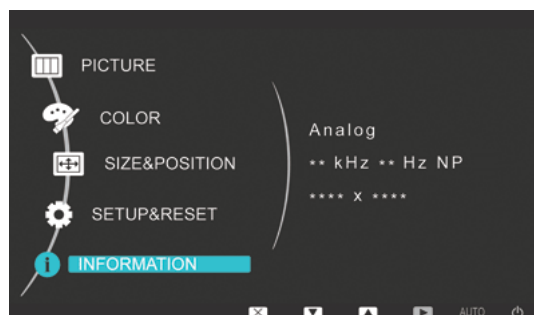 PICTURE
COLOR
SIZE&POSITION
SETUP&RESET
INFORMATION
Analog
** kHz ** Hz NP
**** x ****
AUTO